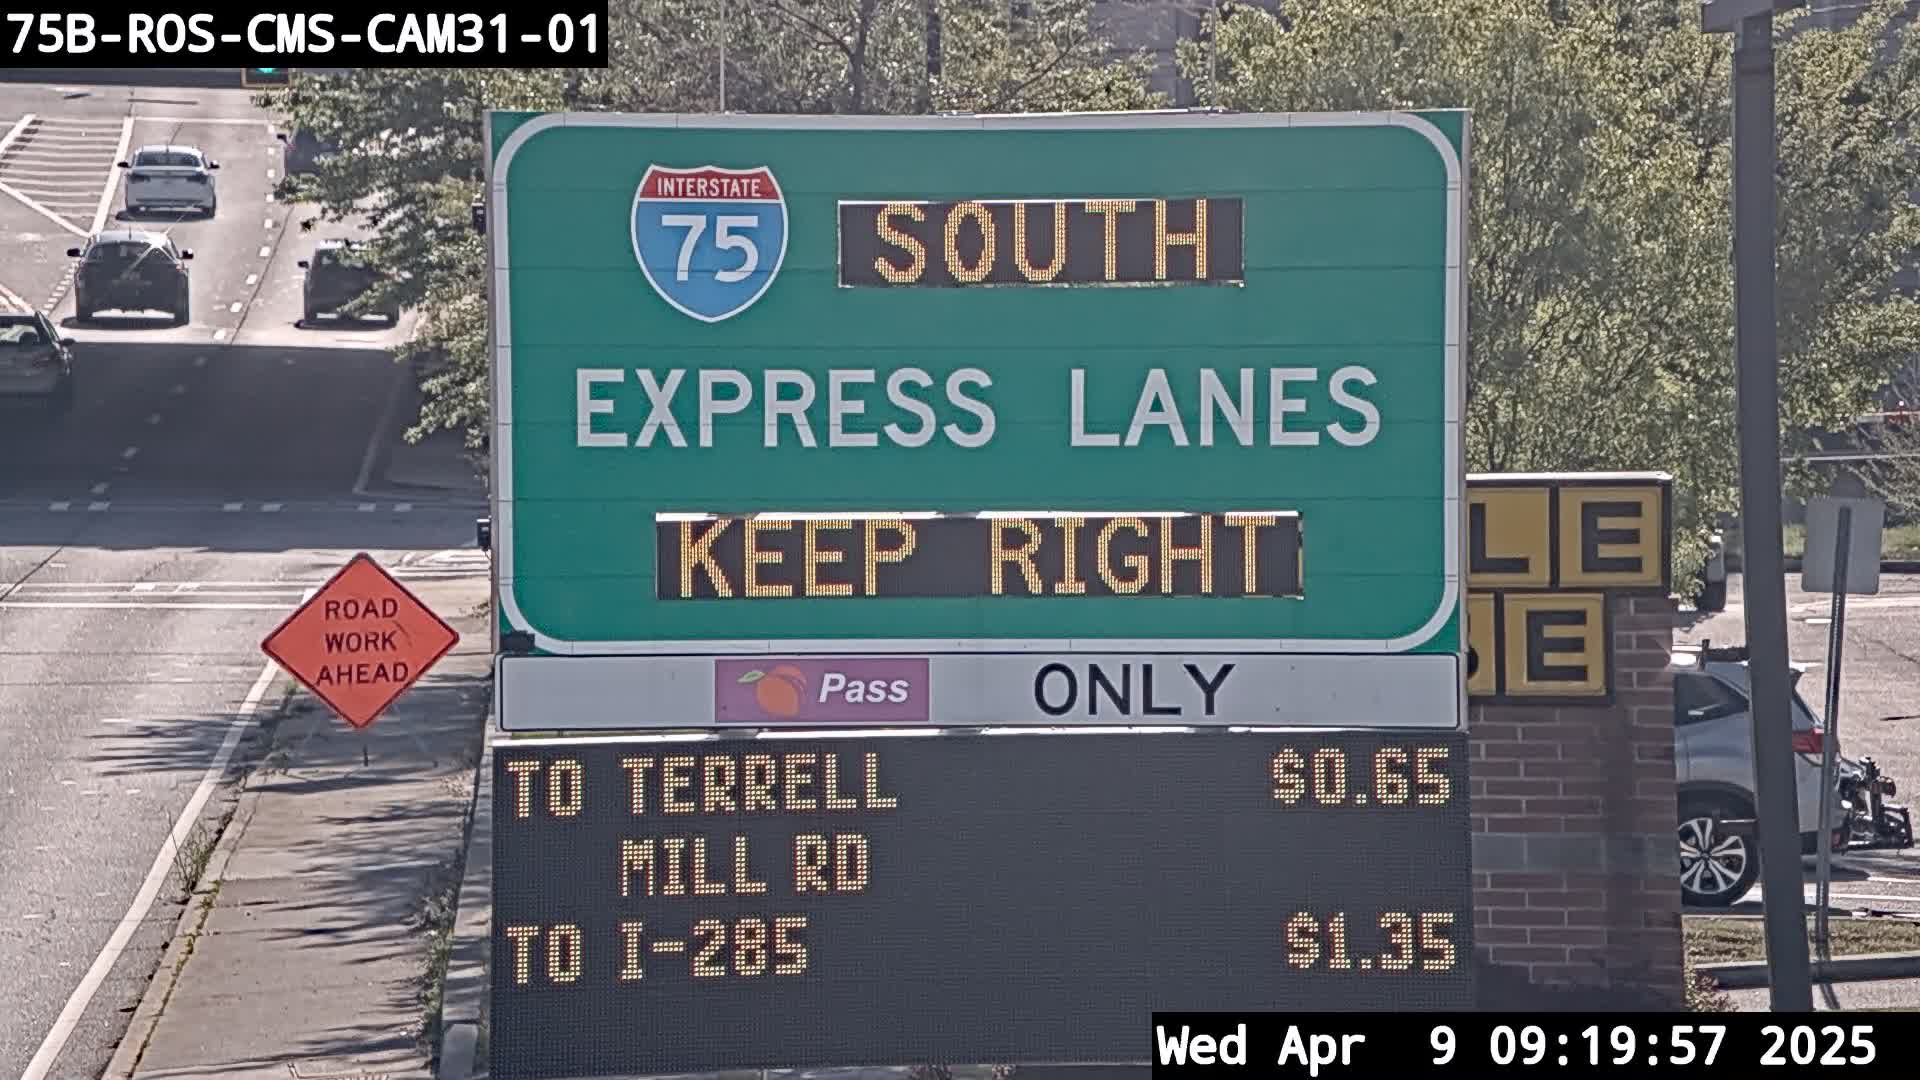 75B-ROS-CMS-CAM31-01
INTERSTATE
75
SOUTH
EXPRESS LANES
KEEP RIGHT
Pass
ONLY
TO TERRELL $0.65
MILL RD
TO I-285 $1.35
ROAD
WORK
AHEAD
LE
E
Wed Apr 9 09:19:57 2025